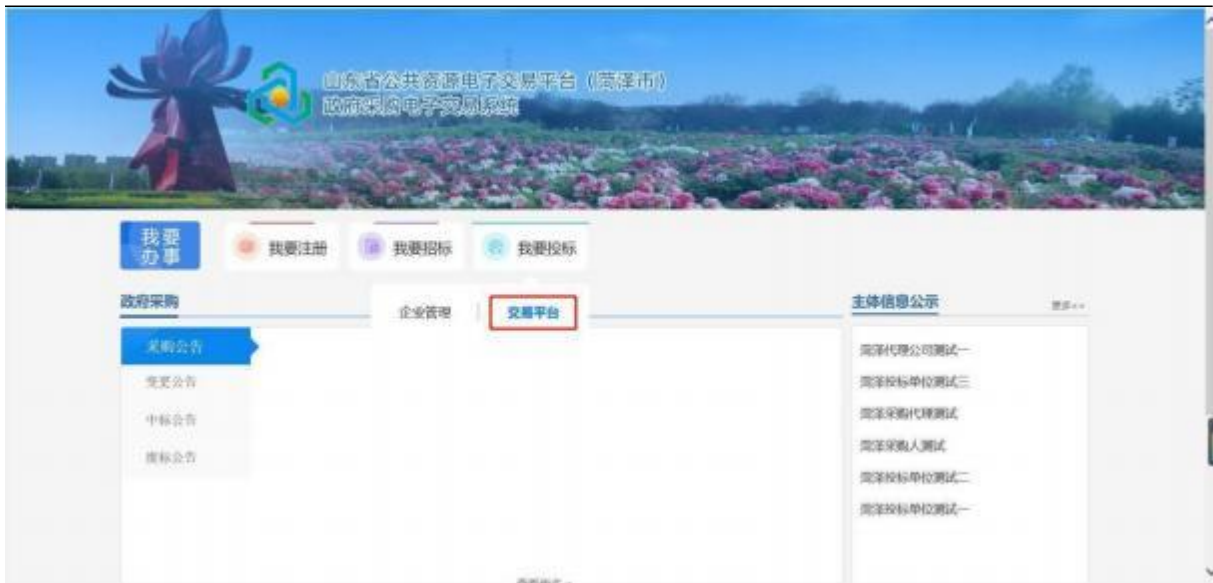 山东省公共资源电子交易平台（菏泽市）
政府采购电子交易系统
我要
办事
我要注册
我要招标
我要投标
政府采购
企业管理
交易平台
主体信息公示
更多>>
采购公告
变更公告
中标公告
废标公告
菏泽代理公司测试一
菏泽投标单位测试三
菏泽采购代理测试
菏泽采购人测试
菏泽投标单位测试二
菏泽投标单位测试一